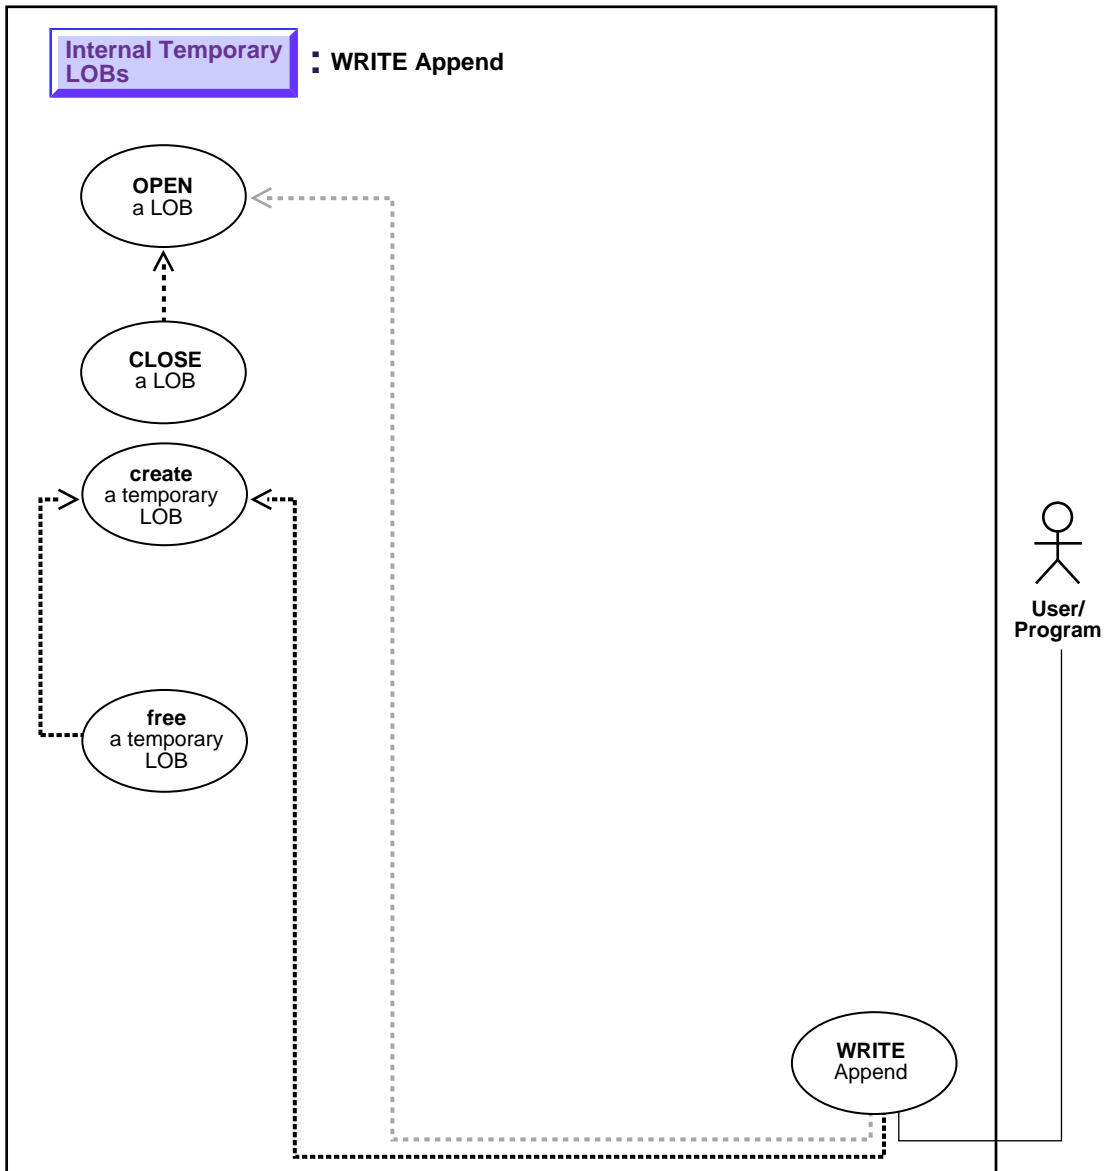 Internal Temporary
LOBs
: WRITE Append
OPEN
a LOB
CLOSE
a LOB
create
a temporary
LOB
User/
Program
free
a temporary
LOB
WRITE
Append